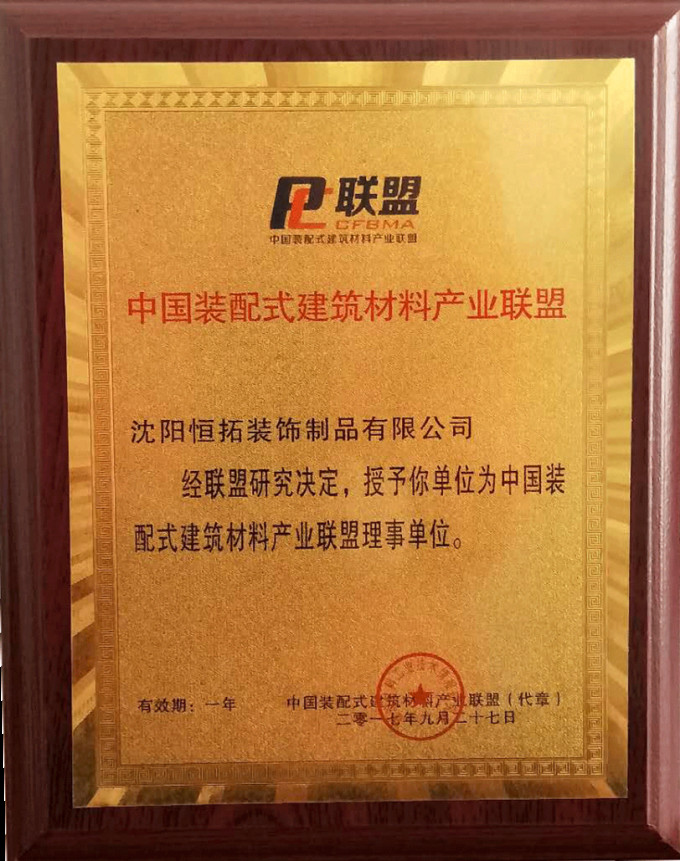 联盟
CFBMA
中国装配式建筑材料产业联盟
中国装配式建筑材料产业联盟
沈阳恒拓装饰制品有限公司
经联盟研究决定，授予你单位为中国装
配式建筑材料产业联盟理事单位。
有效期：一年
中国装配式建筑材料产业联盟（代章）
二零一七年九月二十七日